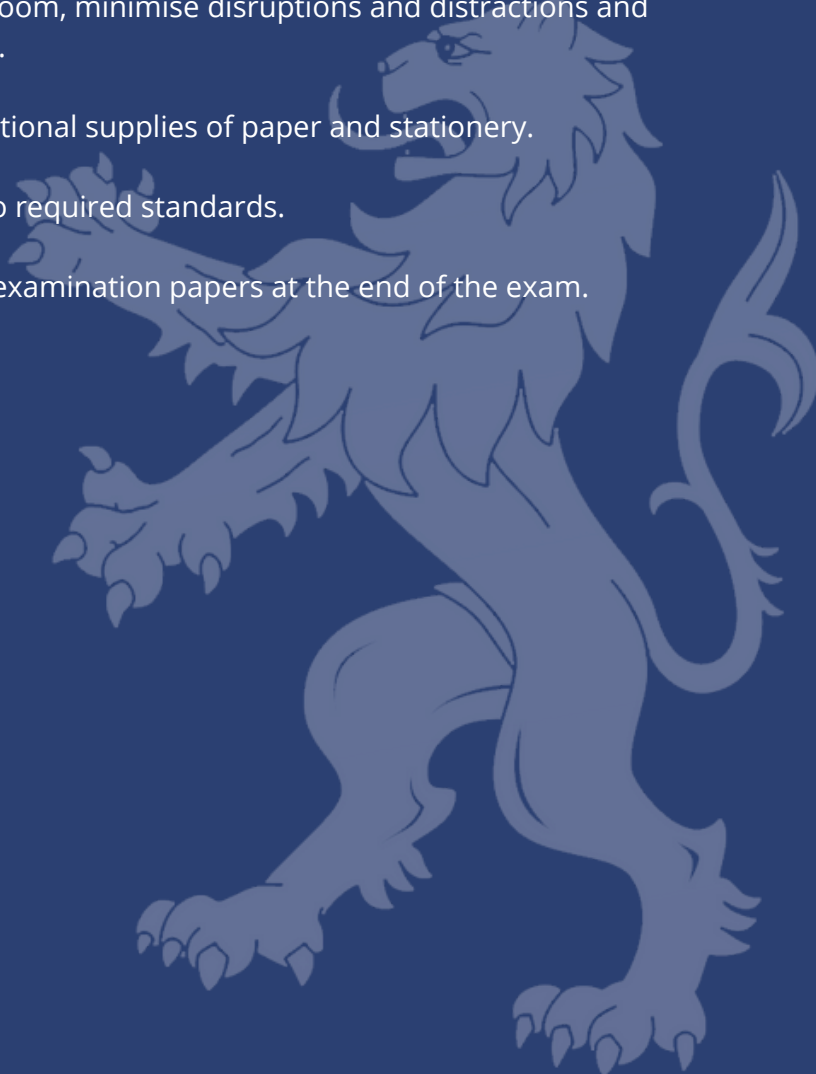 oom, minimise disruptions and distractions and
.
tional supplies of paper and stationery.
o required standards.
examination papers at the end of the exam.